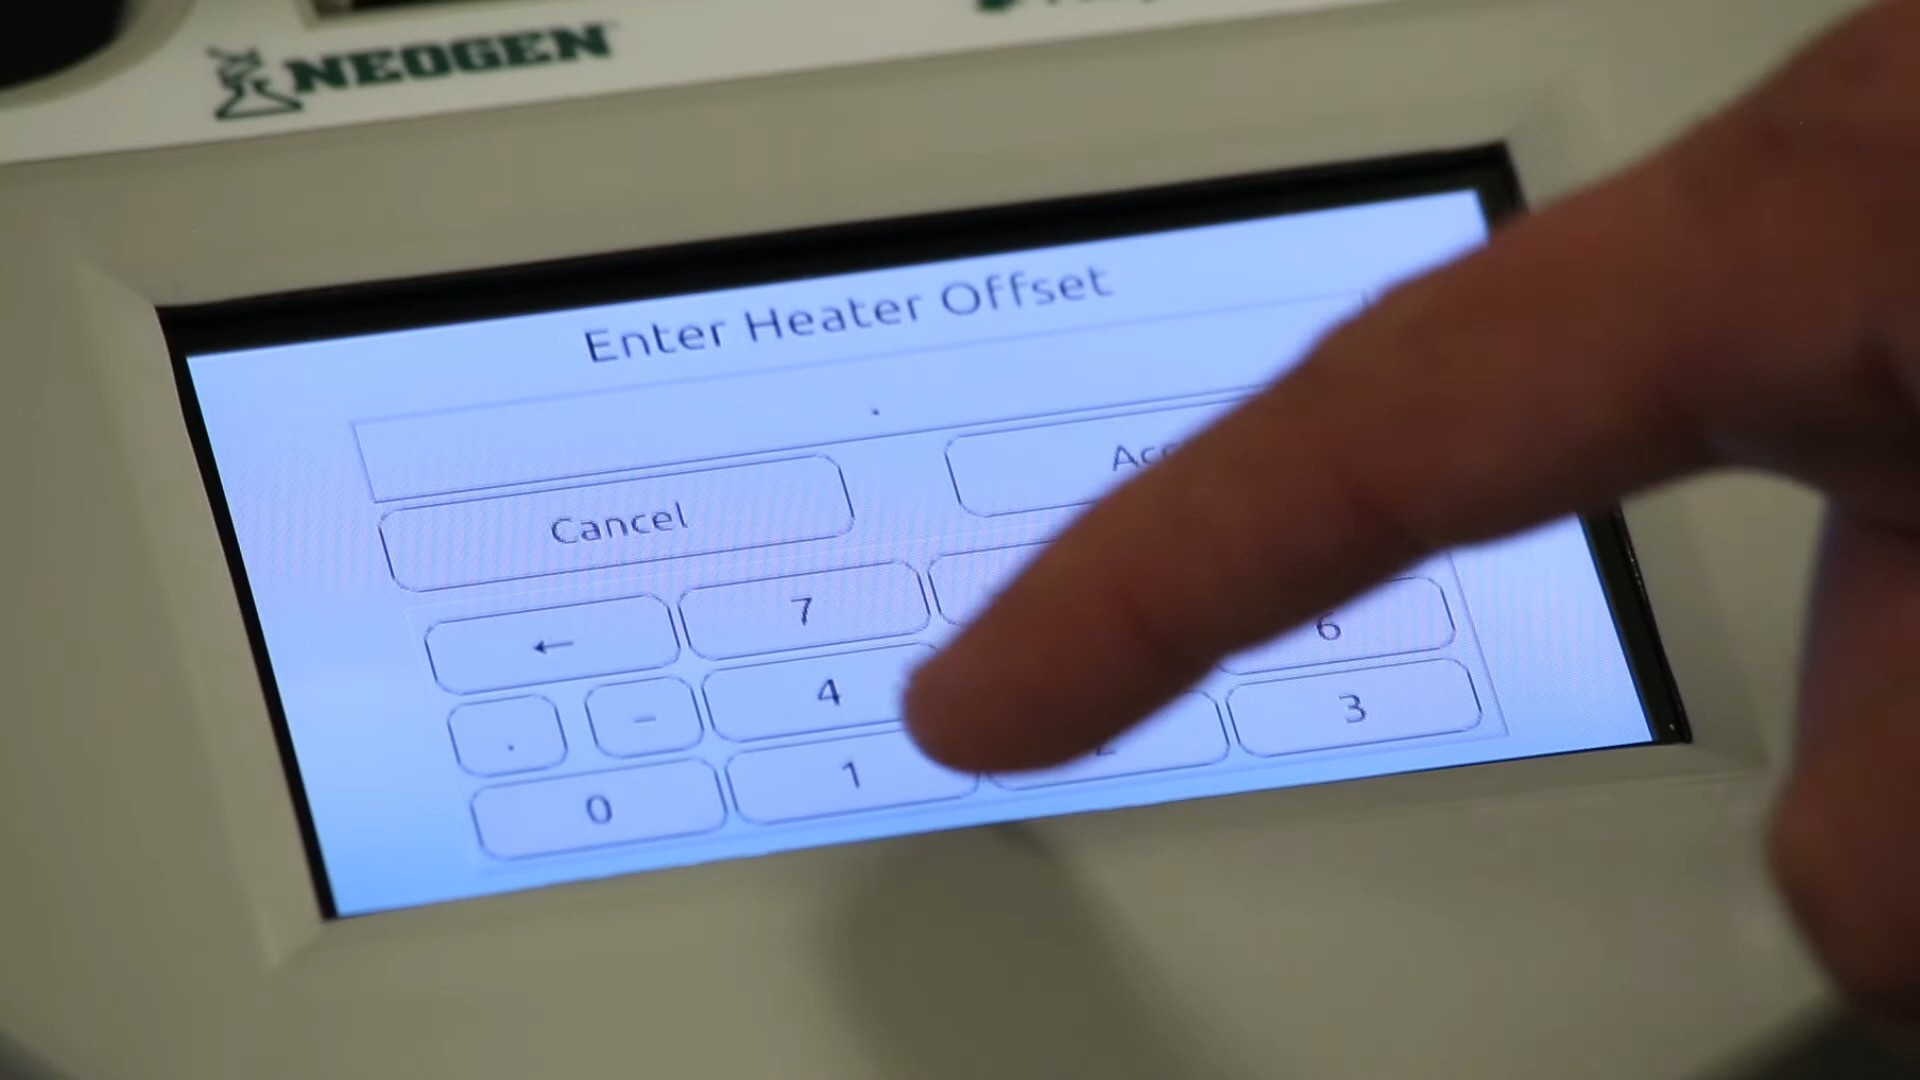 NEOGEN
Enter Heater Offset
.
Cancel
← 7
6
. - 4
3
0 1